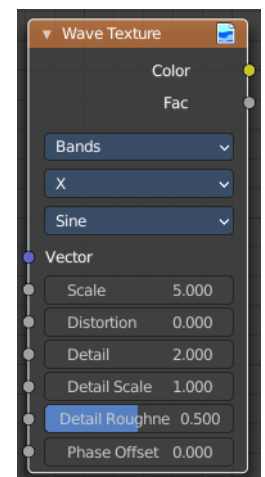 Wave Texture
Color
Fac
Bands
X
Sine
Vector
Scale 5.000
Distortion 0.000
Detail 2.000
Detail Scale 1.000
Detail Roughne 0.500
Phase Offset 0.000